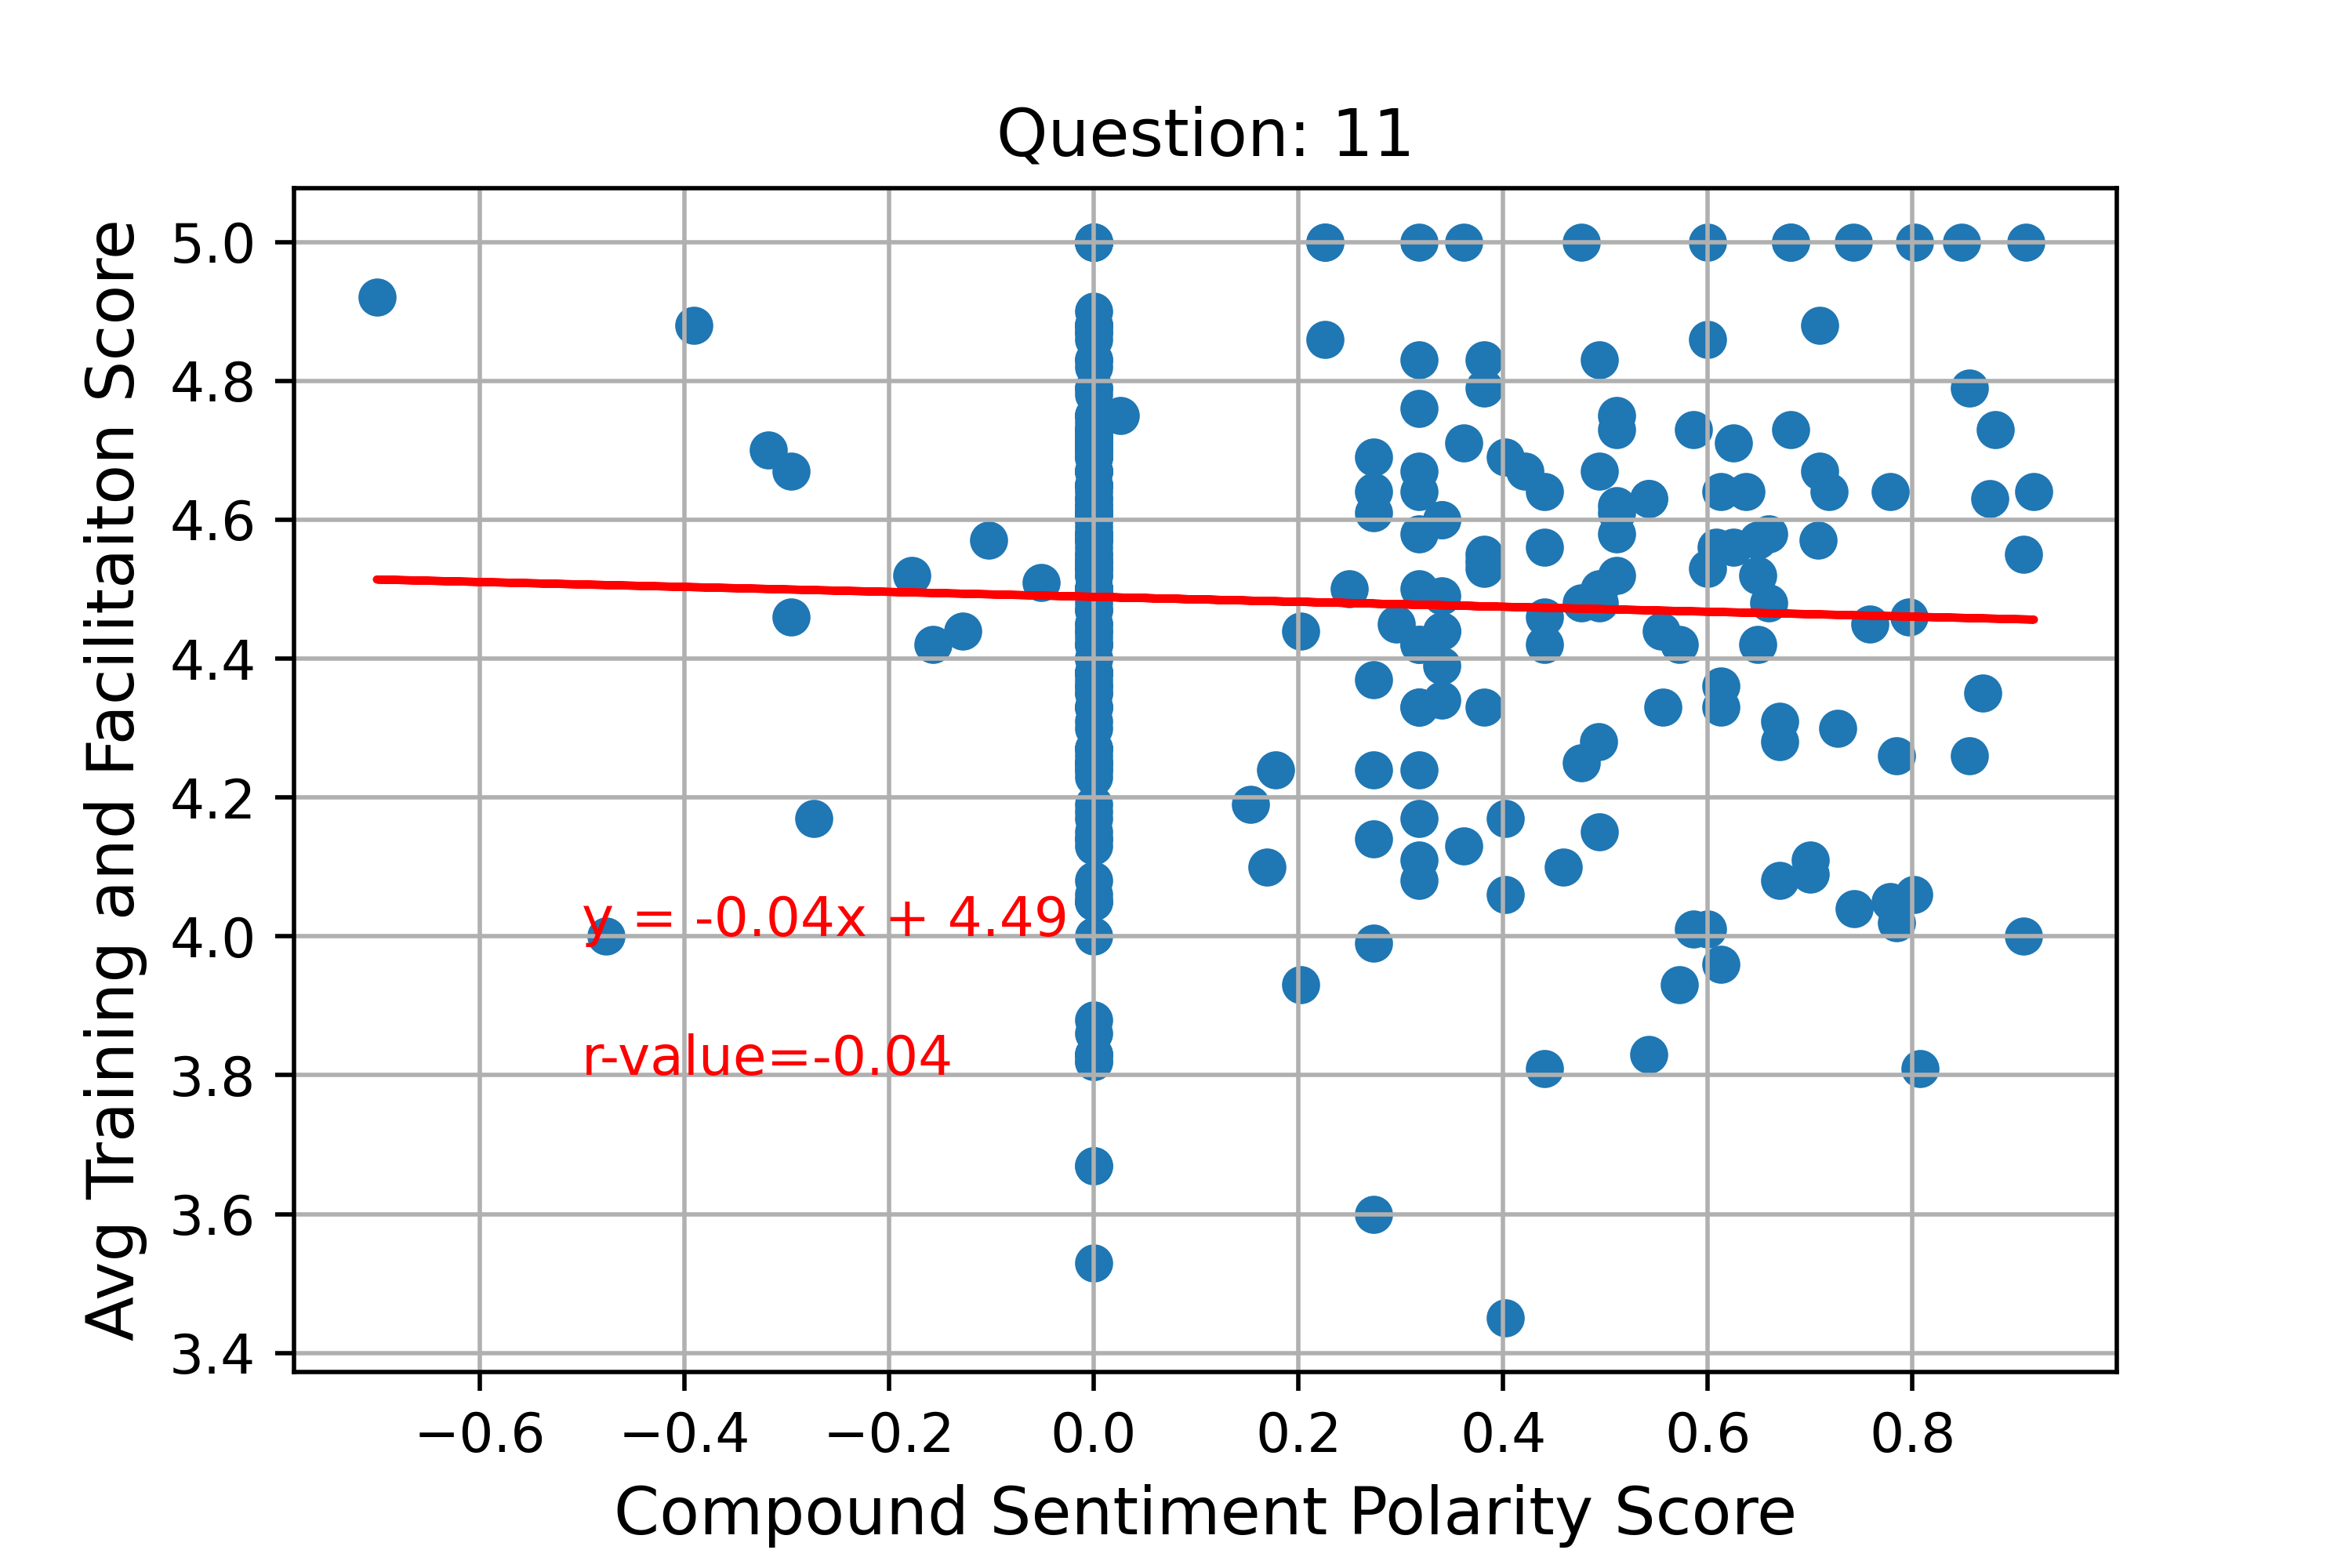 Question: 11
Avg Training and Facilitaiton Score
5.0
4.8
4.6
4.4
4.2
4.0
3.8
3.6
3.4
y = -0.04x + 4.49
r-value=-0.04
−0.6 −0.4 −0.2 0.0 0.2 0.4 0.6 0.8
Compound Sentiment Polarity Score